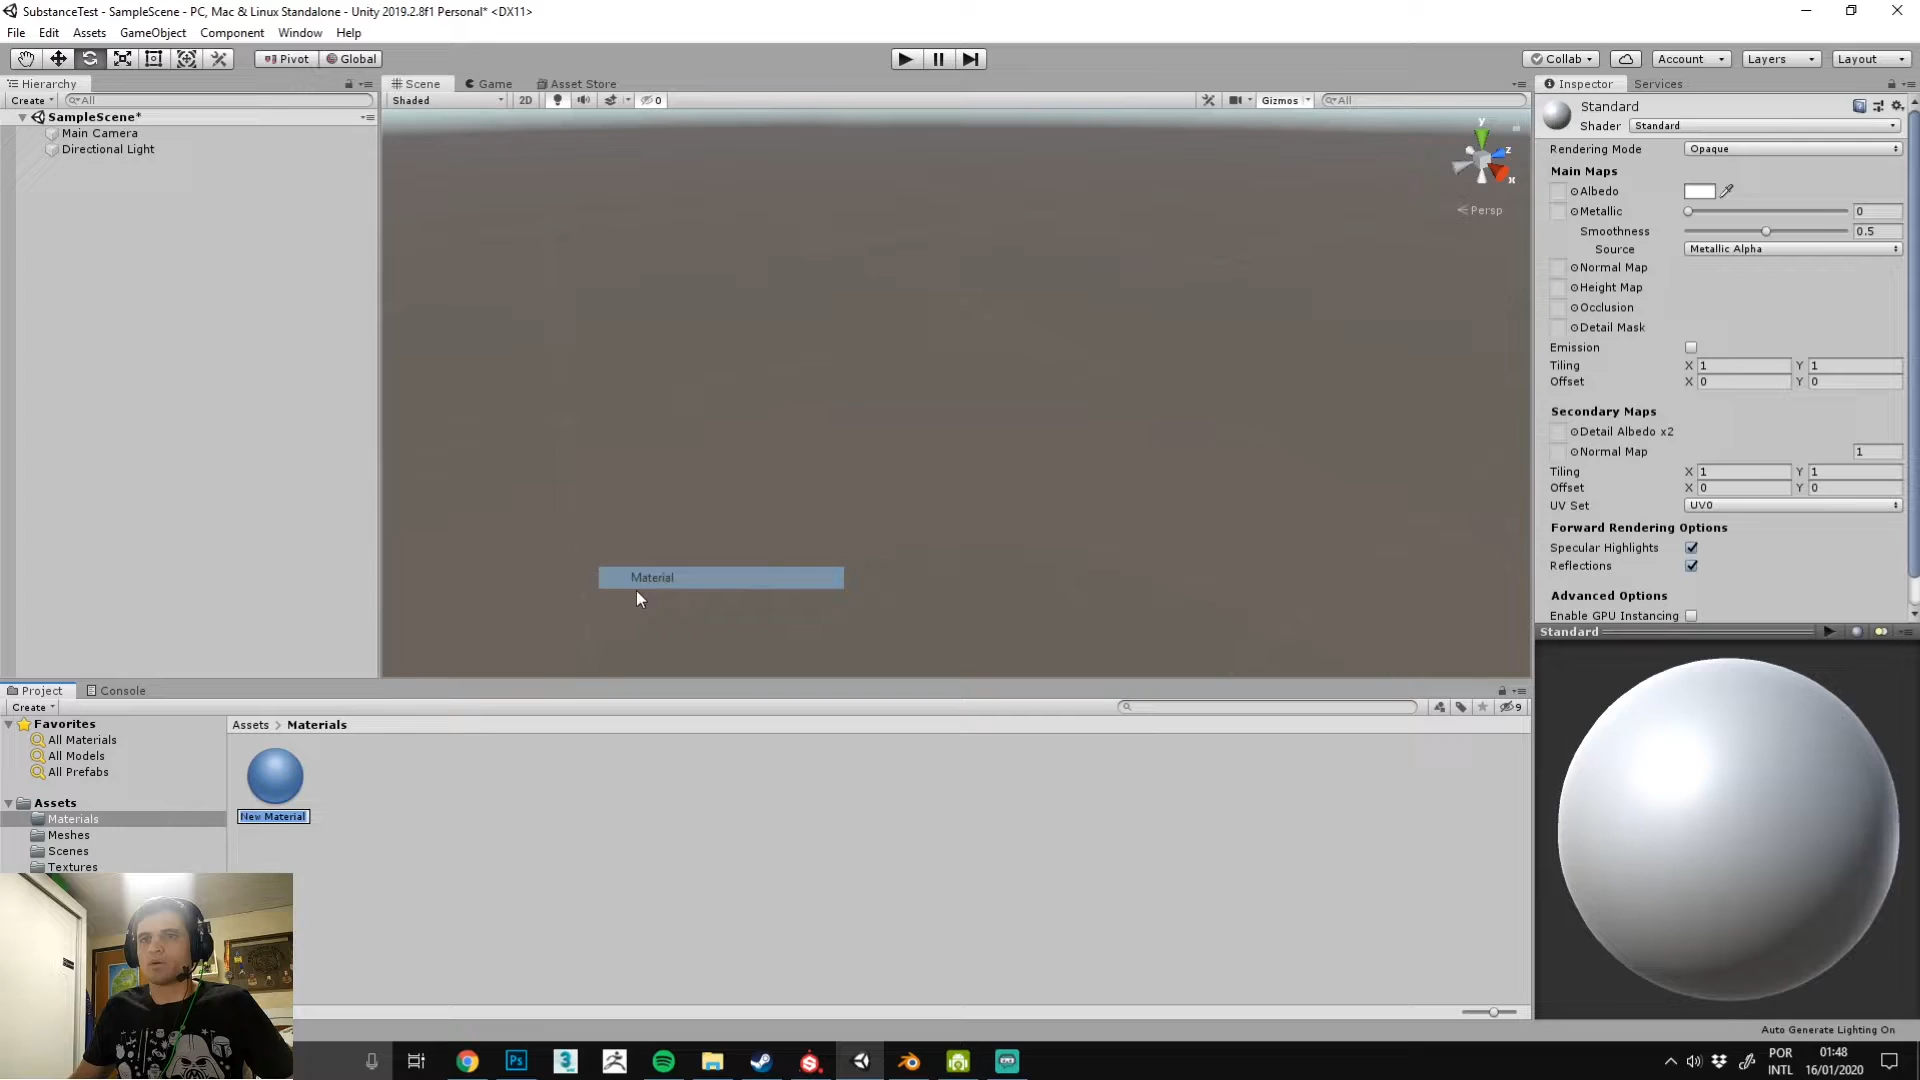 SubstanceTest - SampleScene - PC, Mac & Linux Standalone - Unity 2019.2.8f1 Personal* <DX11>
File Edit Assets GameObject Component Window Help
Pivot Global Collab Account Layers Layout
Hierarchy Scene Game Asset Store Inspector Services
Create All Shaded 2D 0 Gizmos All
SampleScene*
Main Camera
Directional Light
y
z
x
Persp
Standard
Shader Standard
Rendering Mode Opaque
Main Maps
Albedo
Metallic 0
Smoothness 0.5
Source Metallic Alpha
Normal Map
Height Map
Occlusion
Detail Mask
Emission
Tiling X 1 Y 1
Offset X 0 Y 0
Secondary Maps
Detail Albedo x2
Normal Map 1
Tiling X 1 Y 1
Offset X 0 Y 0
UV Set UV0
Forward Rendering Options
Specular Highlights
Reflections
Advanced Options
Enable GPU Instancing
Standard
Material
Project Console
Create 9
Favorites
All Materials
All Models
All Prefabs
Assets
Materials
Meshes
Scenes
Textures
Assets > Materials
New Material
Auto Generate Lighting On
Ps 3
POR
INTL
01:48
16/01/2020